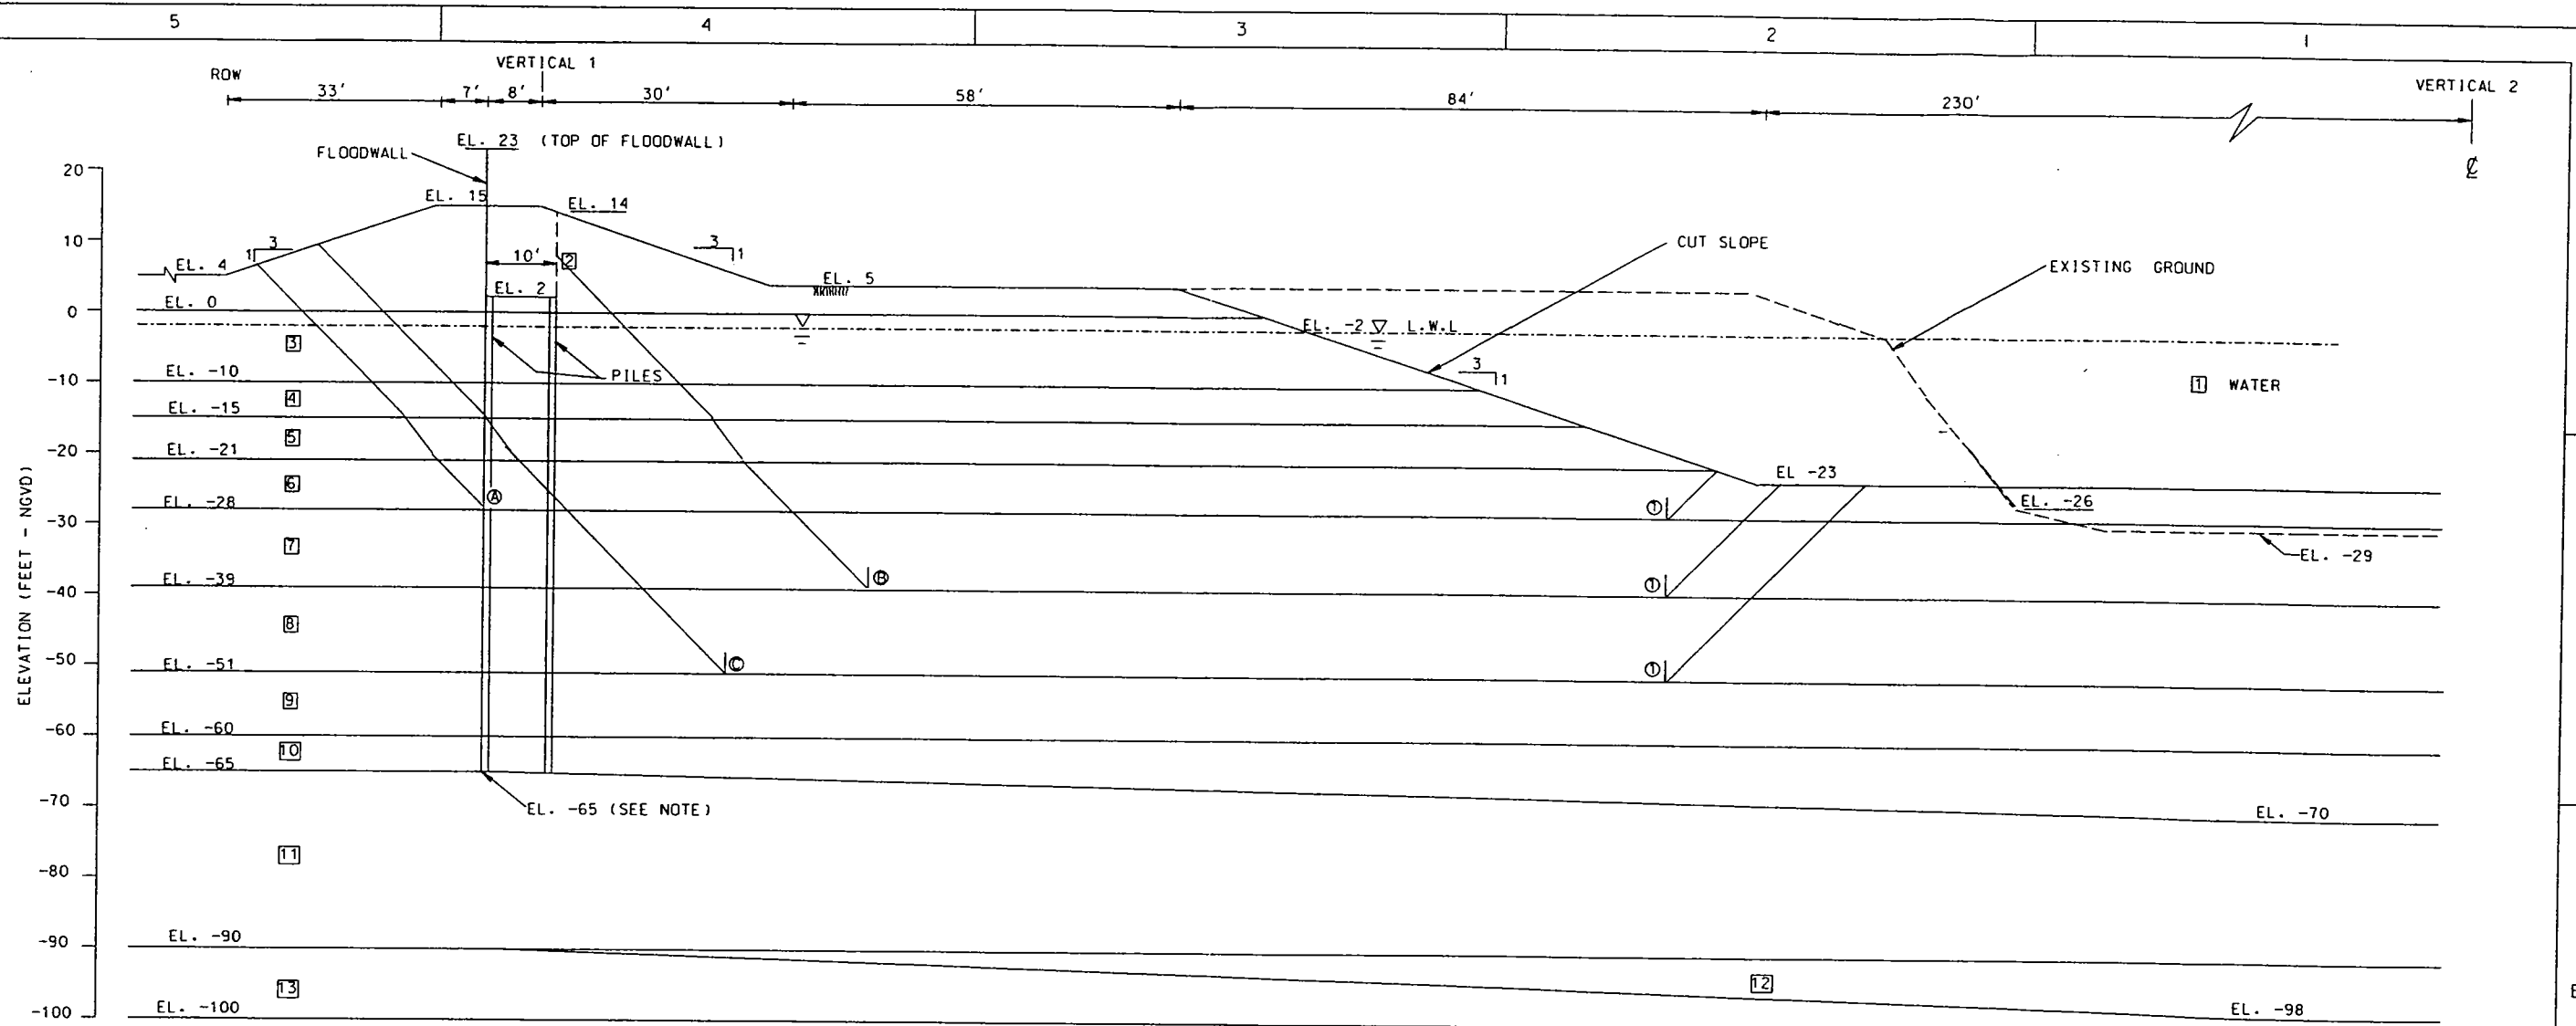 5 4 3 2 1
ROW VERTICAL 1 VERTICAL 2
33' 7' 8' 30' 58' 84' 230'
℄
EL. 23 (TOP OF FLOODWALL)
FLOODWALL
20
EL. 15
EL. 14
3
1
3
1
CUT SLOPE
10
10'
2
EXISTING GROUND
EL. 4
EL. 5
EL. 2
EL. 0
0
EL. -2 L.W.L
3
PILES
3
1
1 WATER
-10
EL. -10
4
EL. -15
5
-20
EL. -21
EL -23
6
A
EL. -28
1
EL. -26
-30
7
EL. -29
EL. -39
B
1
-40
8
-50
EL. -51
C
1
9
-60
EL. -60
10
EL. -65
-70
EL. -65 (SEE NOTE)
EL. -70
11
-80
-90
EL. -90
13
12
-100
EL. -100
EL. -98
ELEVATION (FEET - NGVD)